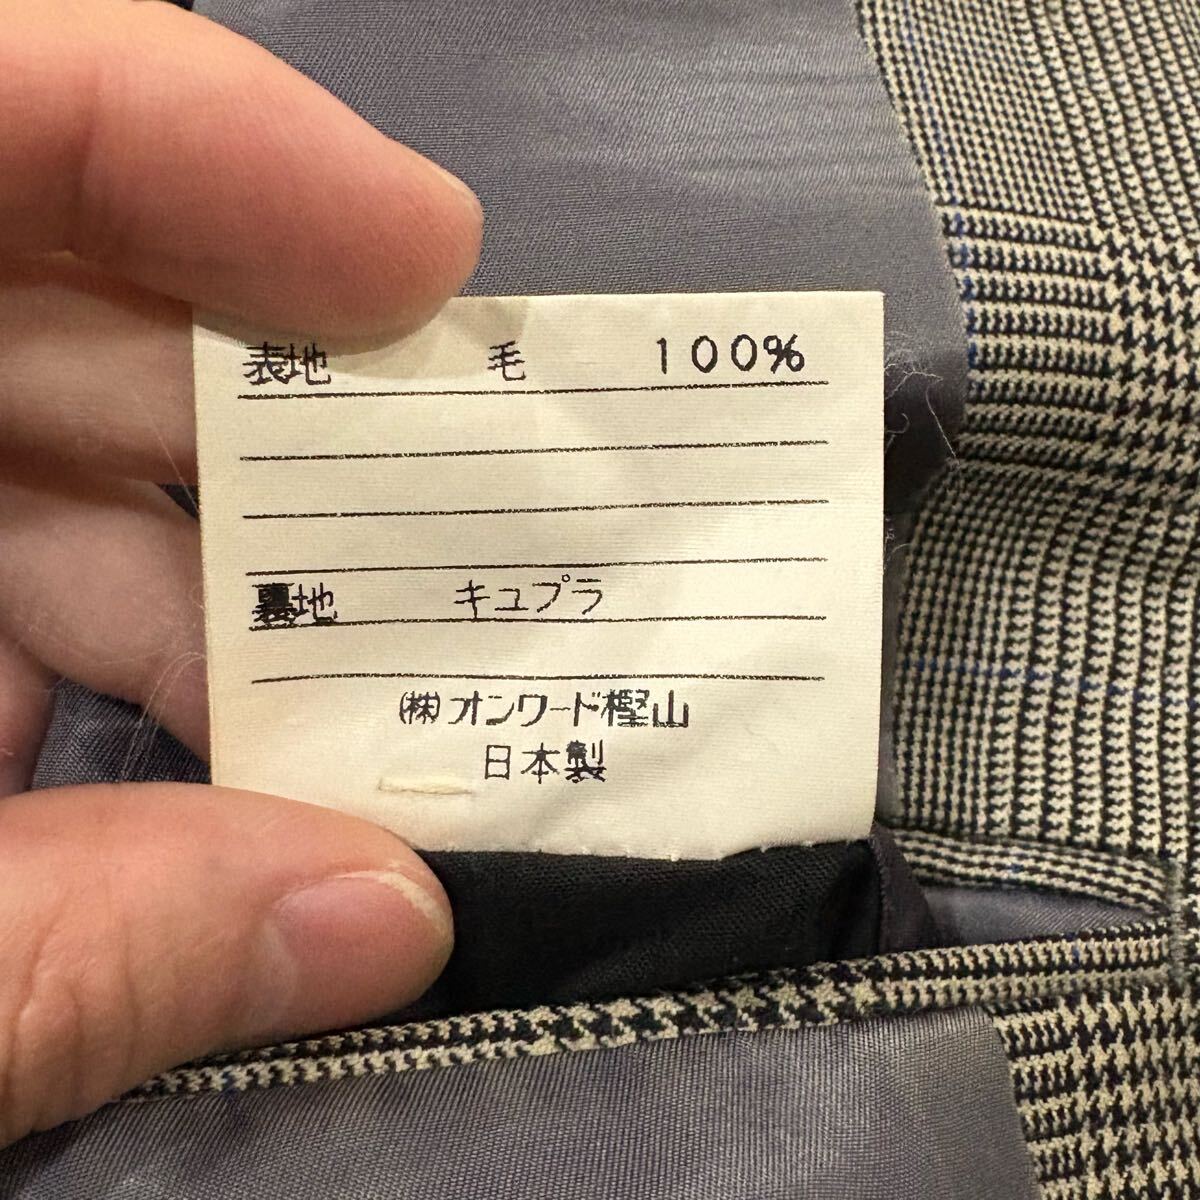 表地 毛 100%
裏地 キュプラ
(株)オンワード樫山
日本製